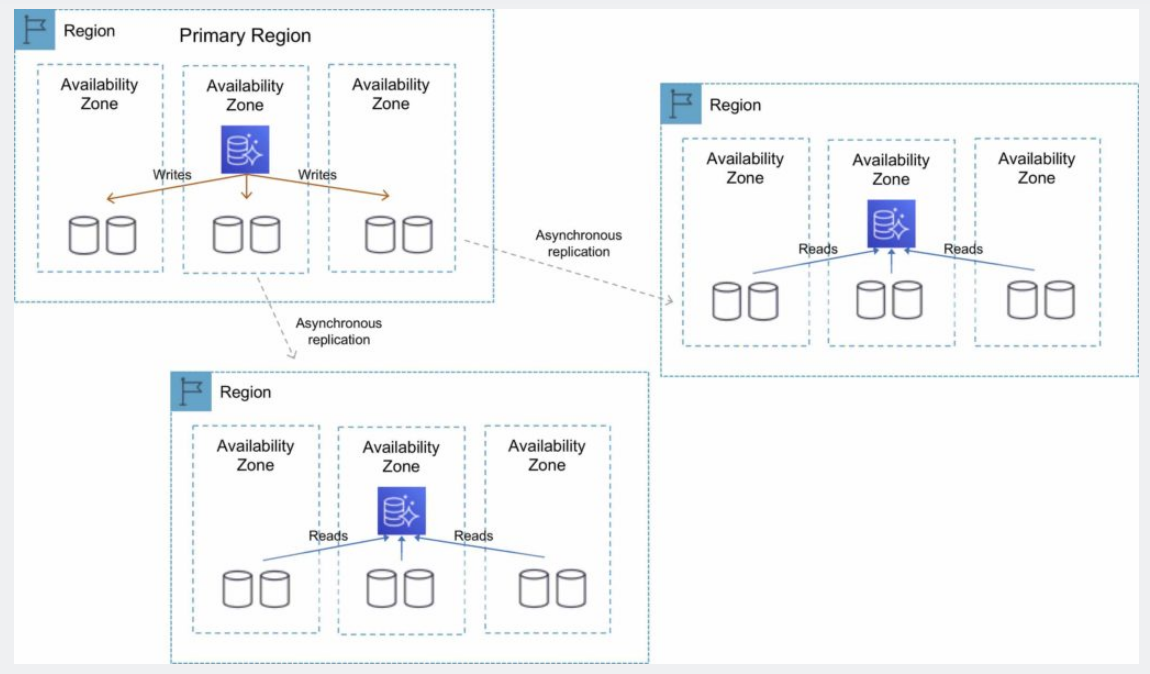 Region
Primary Region
Availability
Zone
Availability
Zone
Availability
Zone
Writes
Writes
Asynchronous
replication
Asynchronous
replication
Region
Availability
Zone
Availability
Zone
Availability
Zone
Reads
Reads
Region
Availability
Zone
Availability
Zone
Availability
Zone
Reads
Reads